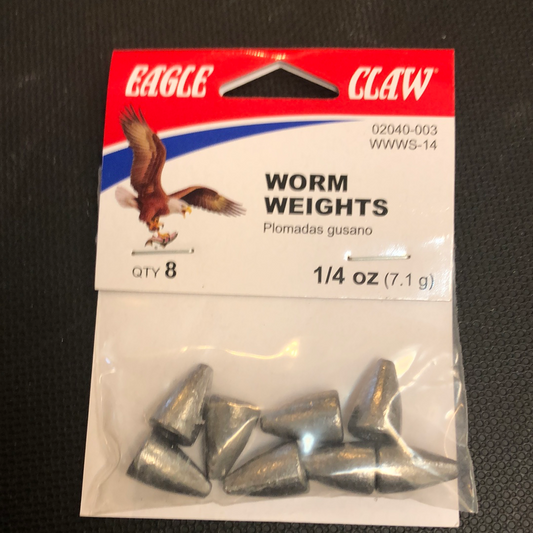 EAGLE CLAW
02040-003
WWWS-14
WORM
WEIGHTS
Plomadas gusano
QTY 8
1/4 oz (7.1 g)